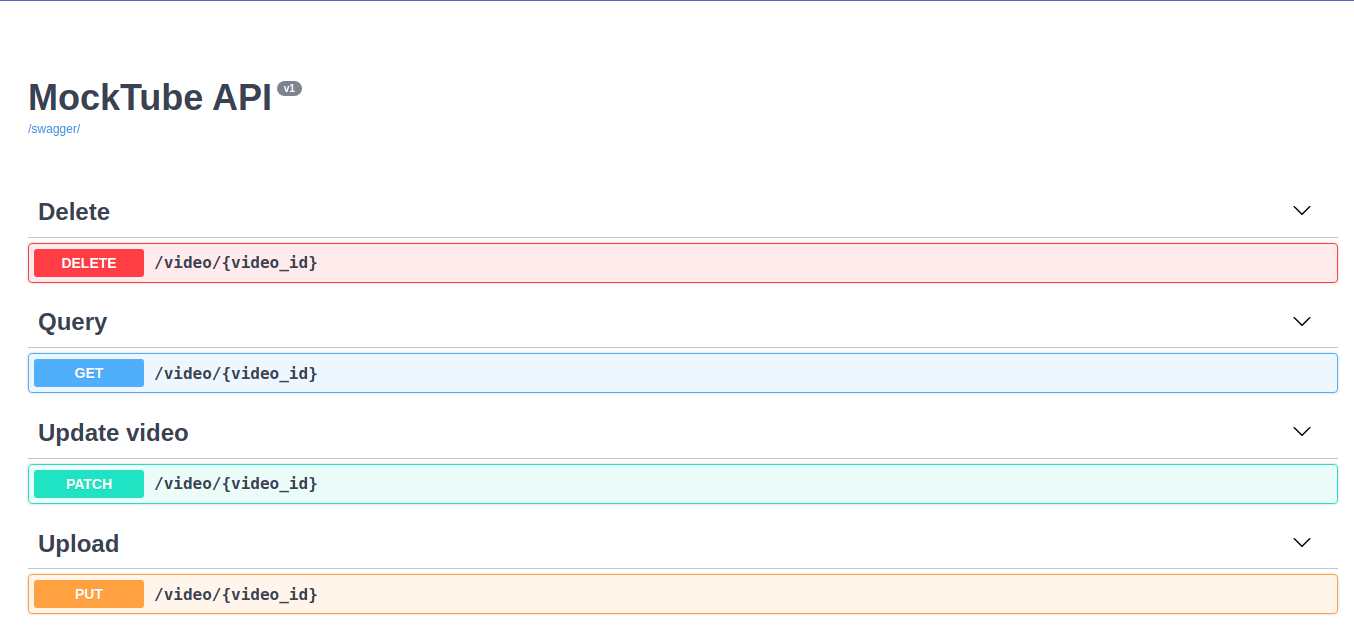 MockTube API v1
/swagger/
Delete
DELETE /video/{video_id}
Query
GET /video/{video_id}
Update video
PATCH /video/{video_id}
Upload
PUT /video/{video_id}